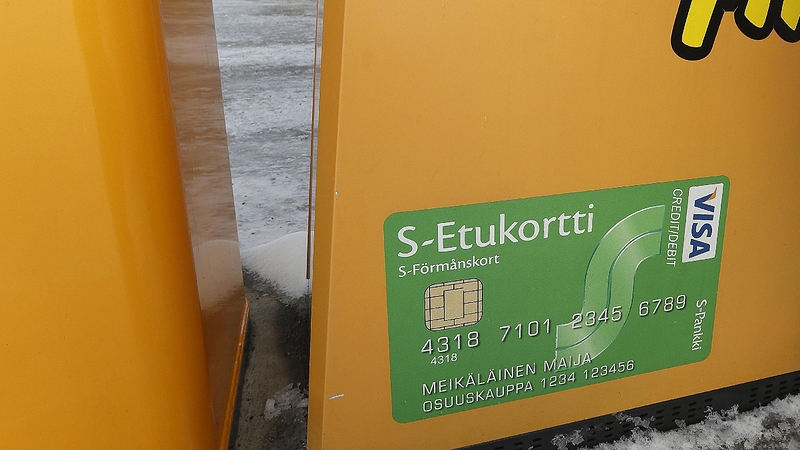 S-Etukortti
S-Förmånskort
CREDIT/DEBIT
VISA
4318 7101 2345 6789
4318
S-Pankki
MEIKÄLÄINEN MAIJA
OSUUSKAUPPA 1234 123456